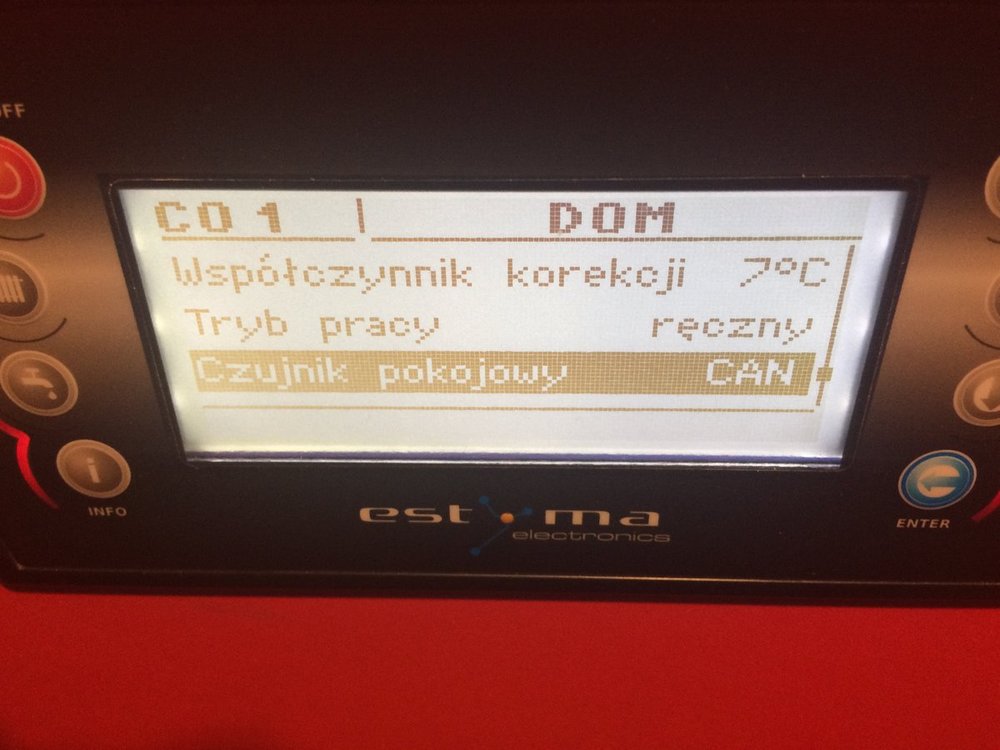 OFF
CO1 DOM
Współczynnik korekcji 7°C
Tryb pracy ręczny
Czujnik pokojowy CAN
INFO
ENTER
estyma
electronics